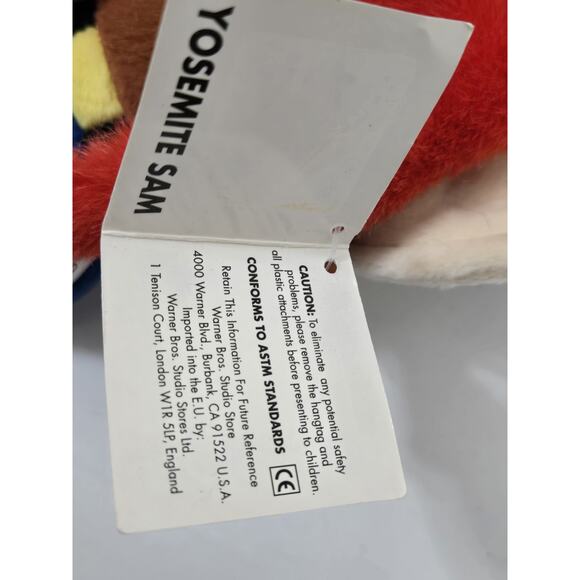 YOSEMITE SAM
CAUTION: To eliminate any potential safety
problems, please remove the hangtag and
all plastic attachments before presenting to children.
CONFORMS TO ASTM STANDARDS CE
Retain This Information For Future Reference
Warner Bros. Studio Store
4000 Warner Blvd., Burbank, CA 91522 U.S.A.
Imported into the E.U. by:
Warner Bros. Studio Stores Ltd.
1 Tenison Court, London W1R 5LP, England